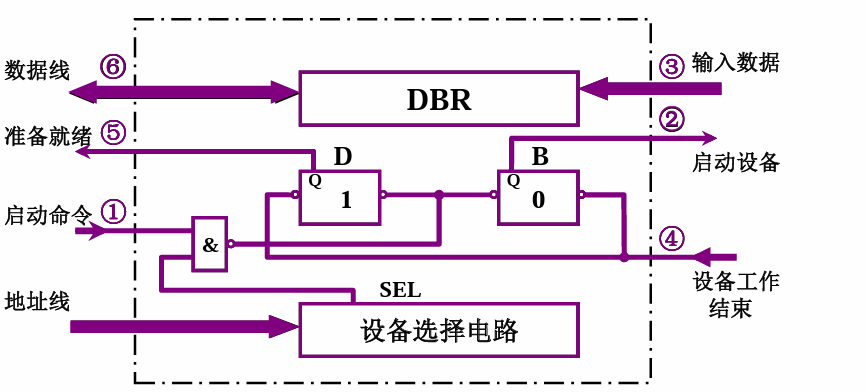 数据线 ⑥ DBR ③ 输入数据
准备就绪 ⑤ D B ② 启动设备
Q 1 Q 0
启动命令 ① & ④ 设备工作
结束
SEL
地址线 设备选择电路